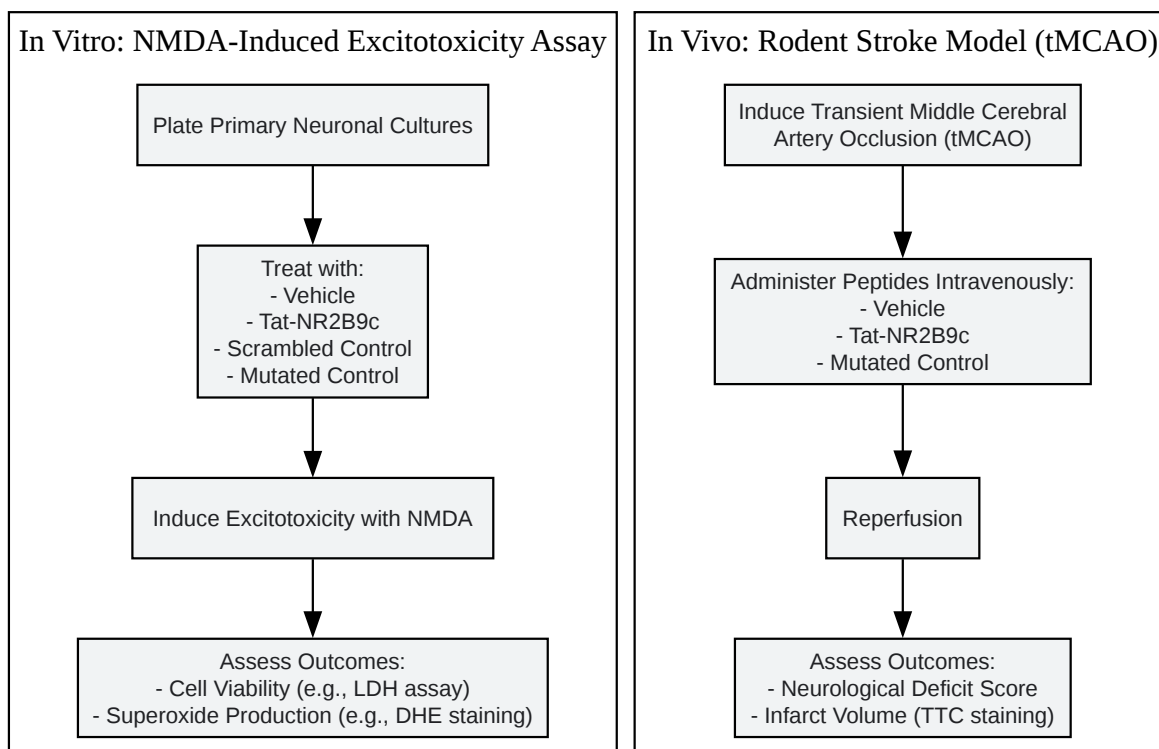 In Vitro: NMDA-Induced Excitotoxicity Assay
Plate Primary Neuronal Cultures
Treat with:
- Vehicle
- Tat-NR2B9c
- Scrambled Control
- Mutated Control
Induce Excitotoxicity with NMDA
Assess Outcomes:
- Cell Viability (e.g., LDH assay)
- Superoxide Production (e.g., DHE staining)
In Vivo: Rodent Stroke Model (tMCAO)
Induce Transient Middle Cerebral
Artery Occlusion (tMCAO)
Administer Peptides Intravenously:
- Vehicle
- Tat-NR2B9c
- Mutated Control
Reperfusion
Assess Outcomes:
- Neurological Deficit Score
- Infarct Volume (TTC staining)